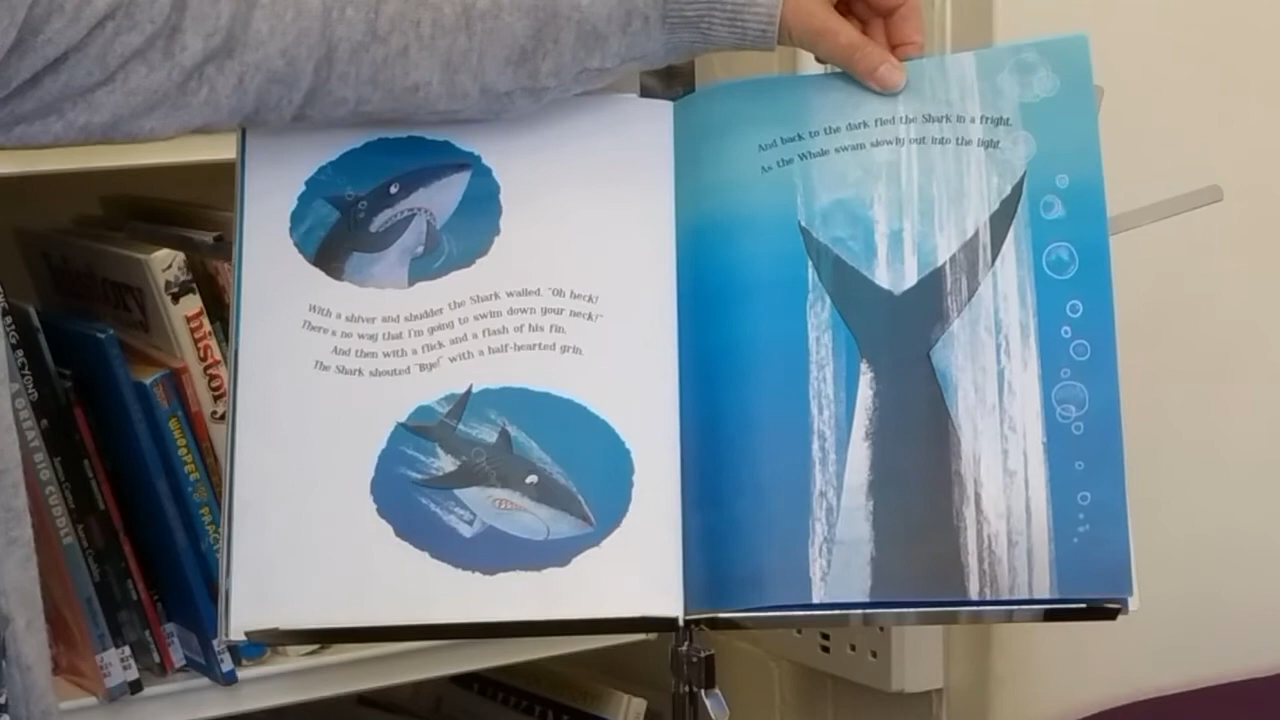 With a shiver and shudder the Shark wailed, "Oh heck!
There's no way that I'm going to swim down your neck!"
And then with a flick and a flash of his fin,
The Shark shouted "Bye!" with a half-hearted grin.
And back to the dark fled the Shark in a fright,
As the Whale swam slowly out into the light.
history
THE BIG BEYOND
A GREAT BIG CUDDLE